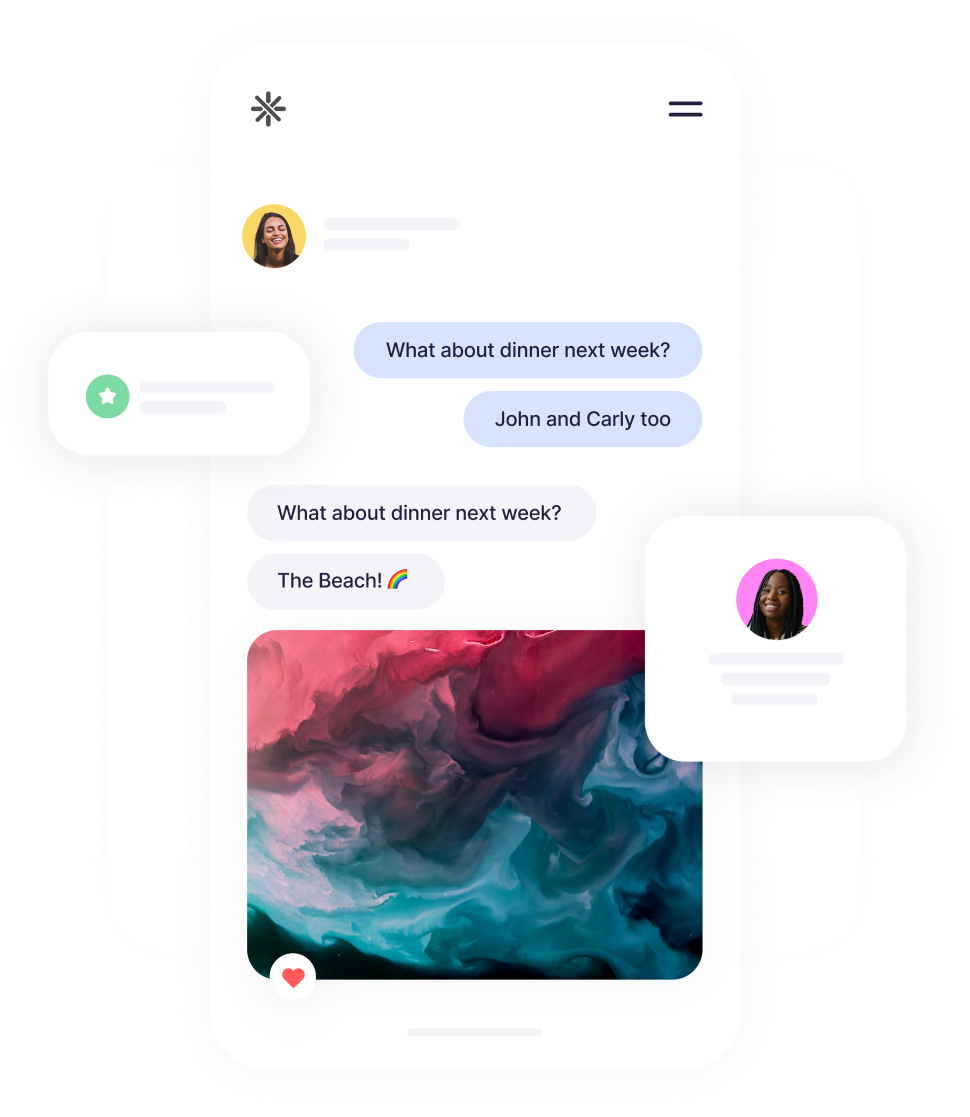 What about dinner next week?
John and Carly too
What about dinner next week?
The Beach! 🌈